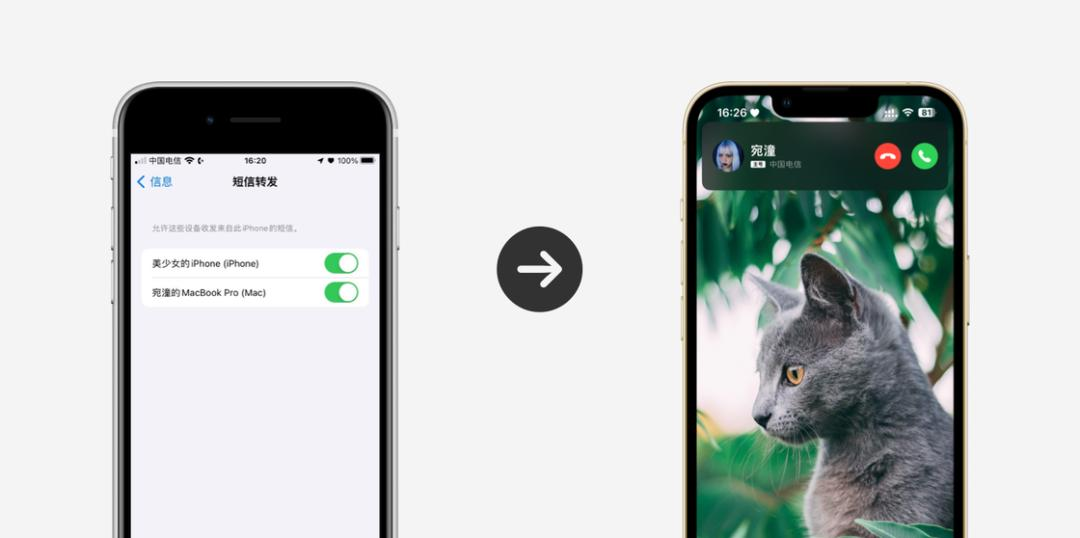 中国电信
16:20
100%
信息
短信转发
允许这些设备收发来自此 iPhone 的短信。
美少女的 iPhone (iPhone)
宛潼的 MacBook Pro (Mac)
16:26
81
宛潼
主号 中国电信